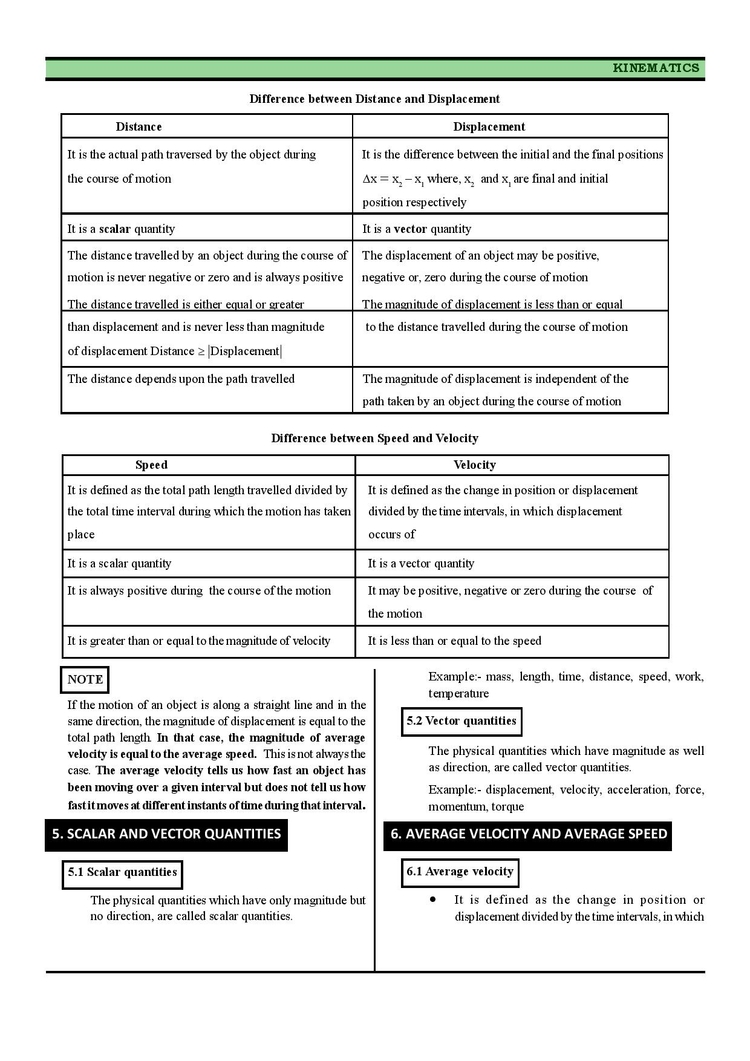 KINEMATICS
Difference between Distance and Displacement
Distance
Displacement
It is the actual path traversed by the object during
the course of motion
It is the difference between the initial and the final positions
Δx = x₂ – x₁ where, x₂ and x₁ are final and initial
position respectively
It is a scalar quantity
It is a vector quantity
The distance travelled by an object during the course of
motion is never negative or zero and is always positive
The displacement of an object may be positive,
negative or, zero during the course of motion
The distance travelled is either equal or greater
than displacement and is never less than magnitude
of displacement Distance ≥ |Displacement|
The magnitude of displacement is less than or equal
to the distance travelled during the course of motion
The distance depends upon the path travelled
The magnitude of displacement is independent of the
path taken by an object during the course of motion
Difference between Speed and Velocity
Speed
Velocity
It is defined as the total path length travelled divided by
the total time interval during which the motion has taken
place
It is defined as the change in position or displacement
divided by the time intervals, in which displacement
occurs of
It is a scalar quantity
It is a vector quantity
It is always positive during the course of the motion
It may be positive, negative or zero during the course of
the motion
It is greater than or equal to the magnitude of velocity
It is less than or equal to the speed
NOTE
If the motion of an object is along a straight line and in the
same direction, the magnitude of displacement is equal to the
total path length. In that case, the magnitude of average
velocity is equal to the average speed. This is not always the
case. The average velocity tells us how fast an object has
been moving over a given interval but does not tell us how
fast it moves at different instants of time during that interval.
5. SCALAR AND VECTOR QUANTITIES
5.1 Scalar quantities
The physical quantities which have only magnitude but
no direction, are called scalar quantities.
Example:- mass, length, time, distance, speed, work,
temperature
5.2 Vector quantities
The physical quantities which have magnitude as well
as direction, are called vector quantities.
Example:- displacement, velocity, acceleration, force,
momentum, torque
6. AVERAGE VELOCITY AND AVERAGE SPEED
6.1 Average velocity
● It is defined as the change in position or
displacement divided by the time intervals, in which